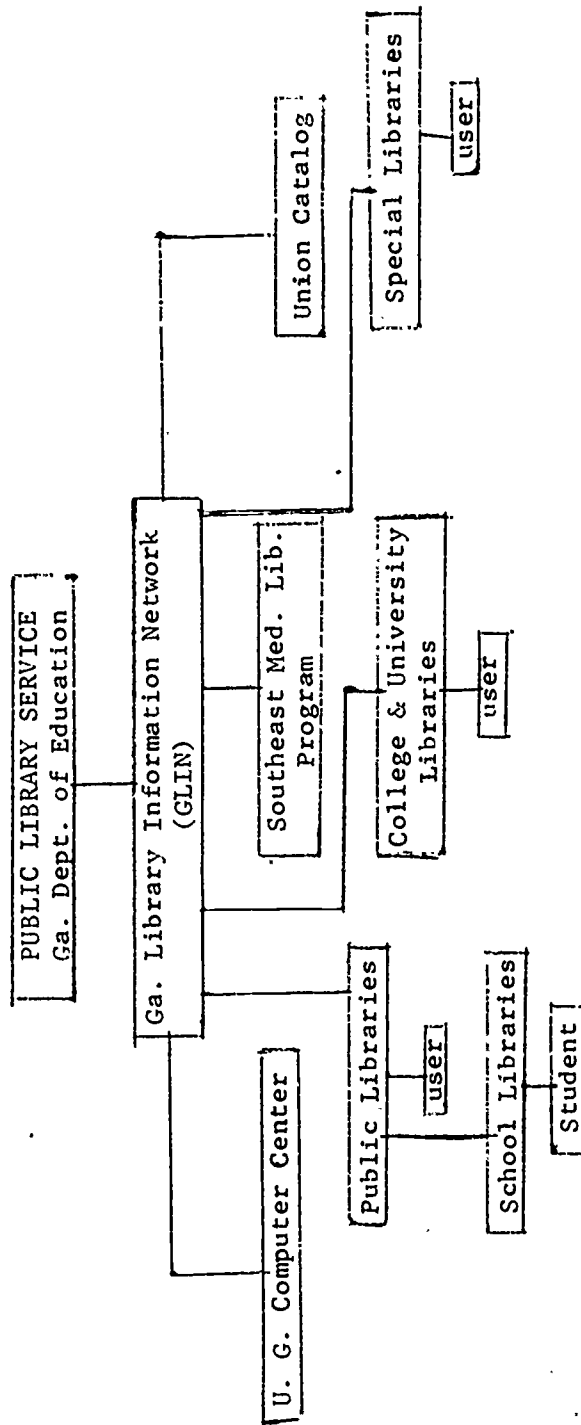 PUBLIC LIBRARY SERVICE
Ga. Dept. of Education
Ga. Library Information Network
(GLIN)
U. G. Computer Center
Southeast Med. Lib.
Program
Union Catalog
Public Libraries
user
College & University
Libraries
user
Special Libraries
user
School Libraries
Student